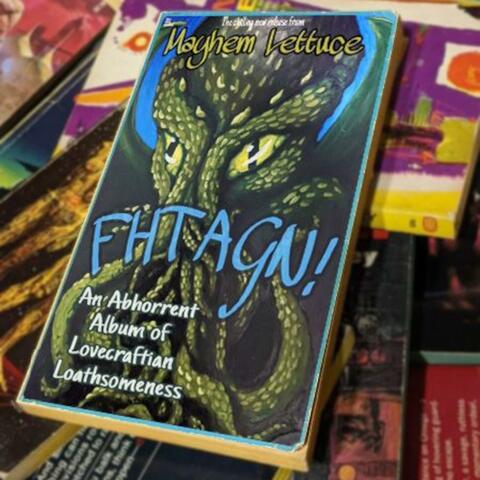 The chilling new release from
Mayhem Lettuce
FHTAGN!
An Abhorrent
Album of
Lovecraftian
Loathsomeness